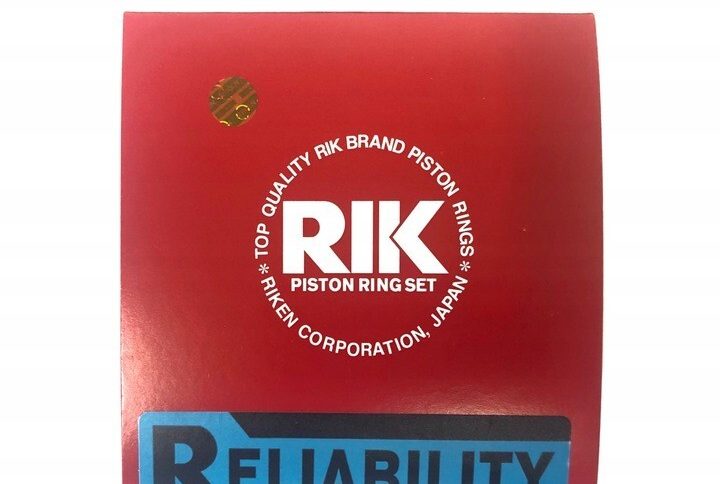 TOP QUALITY RIK BRAND PISTON RINGS
RIK
PISTON RING SET
* RIKEN CORPORATION, JAPAN *
RELIABILITY